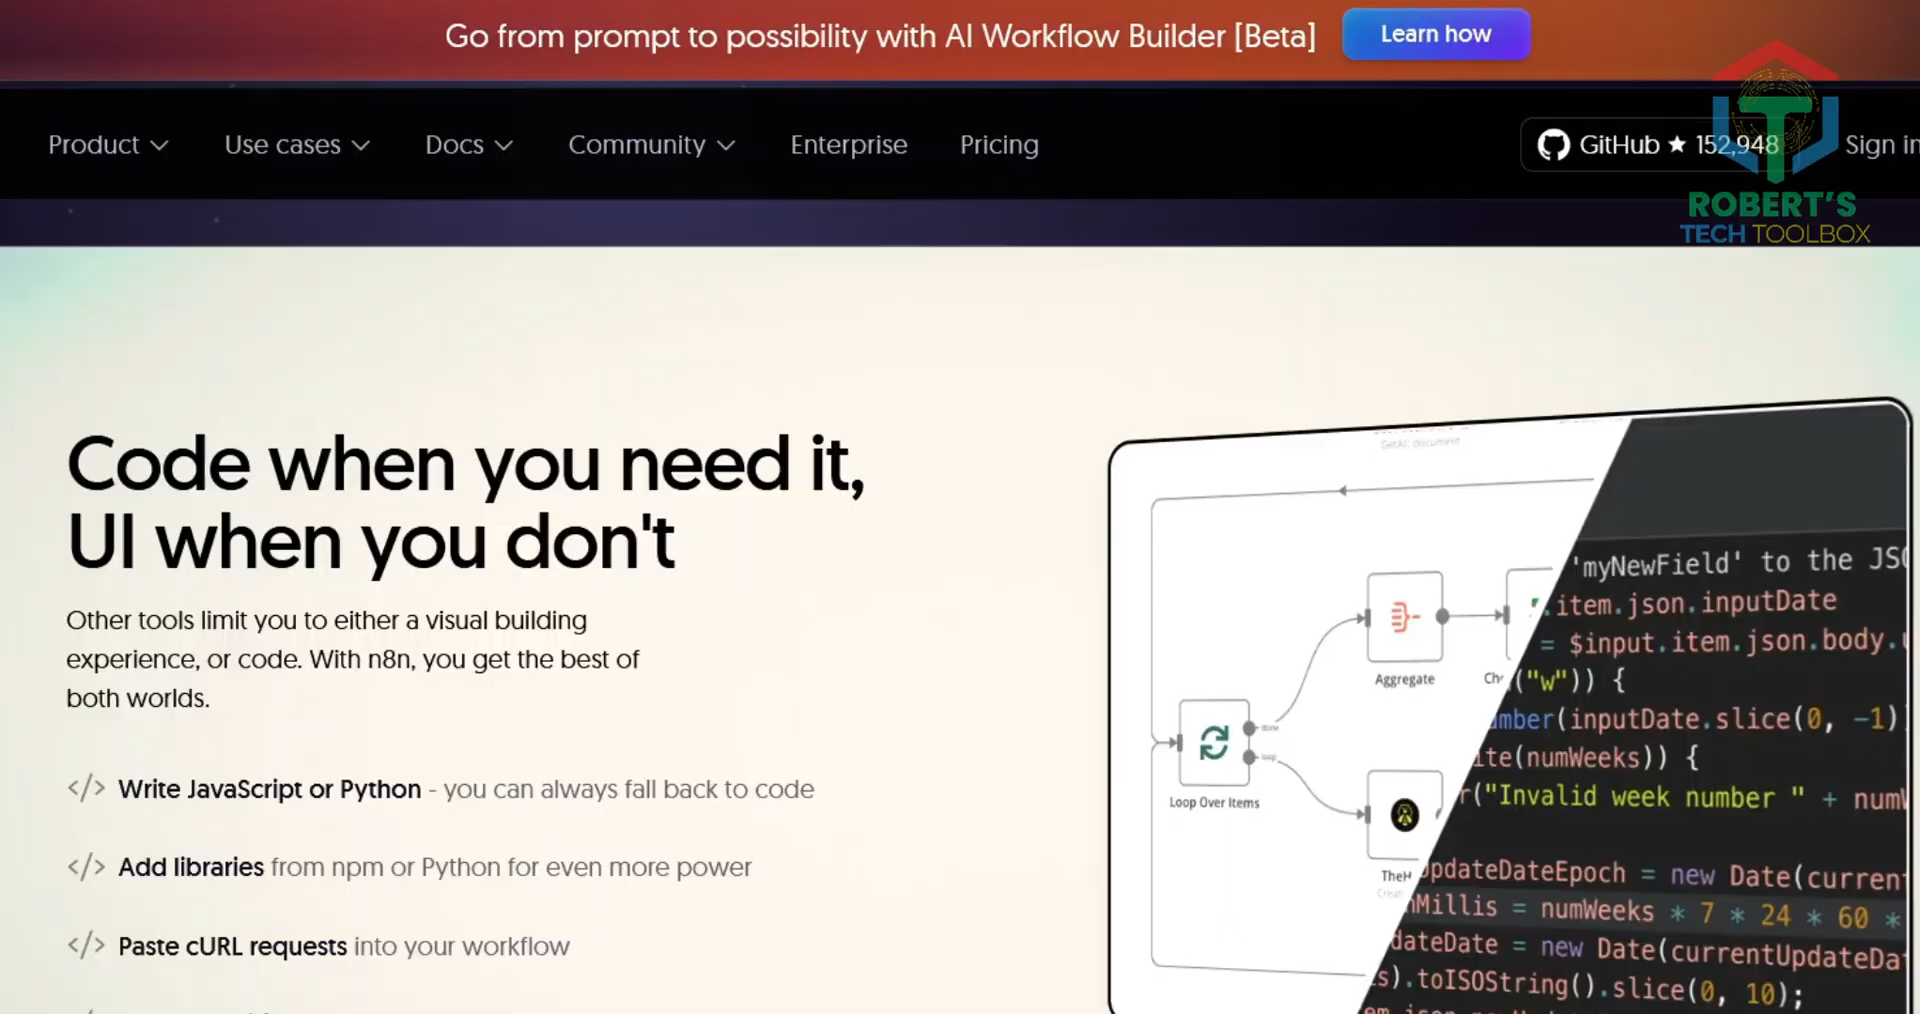 Go from prompt to possibility with AI Workflow Builder [Beta]
Learn how
Product
Use cases
Docs
Community
Enterprise
Pricing
GitHub ★ 152,948
Sign in
ROBERT'S
TECH TOOLBOX
Code when you need it,
UI when you don't
Other tools limit you to either a visual building
experience, or code. With n8n, you get the best of
both worlds.
</> Write JavaScript or Python - you can always fall back to code
</> Add libraries from npm or Python for even more power
</> Paste cURL requests into your workflow
GetAll: document
Aggregate
done
loop
Loop Over Items
'myNewField' to the
.item.json.inputDate
= $input.item.json.body.
("w")) {
(inputDate.slice(0, -1)
(numWeeks)) {
("Invalid week number " +
pdateDateEpoch = new Date(
Millis = numWeeks * 7 * 24 * 60 *
dateDate = new Date(
).toISOString().slice(0, 10);